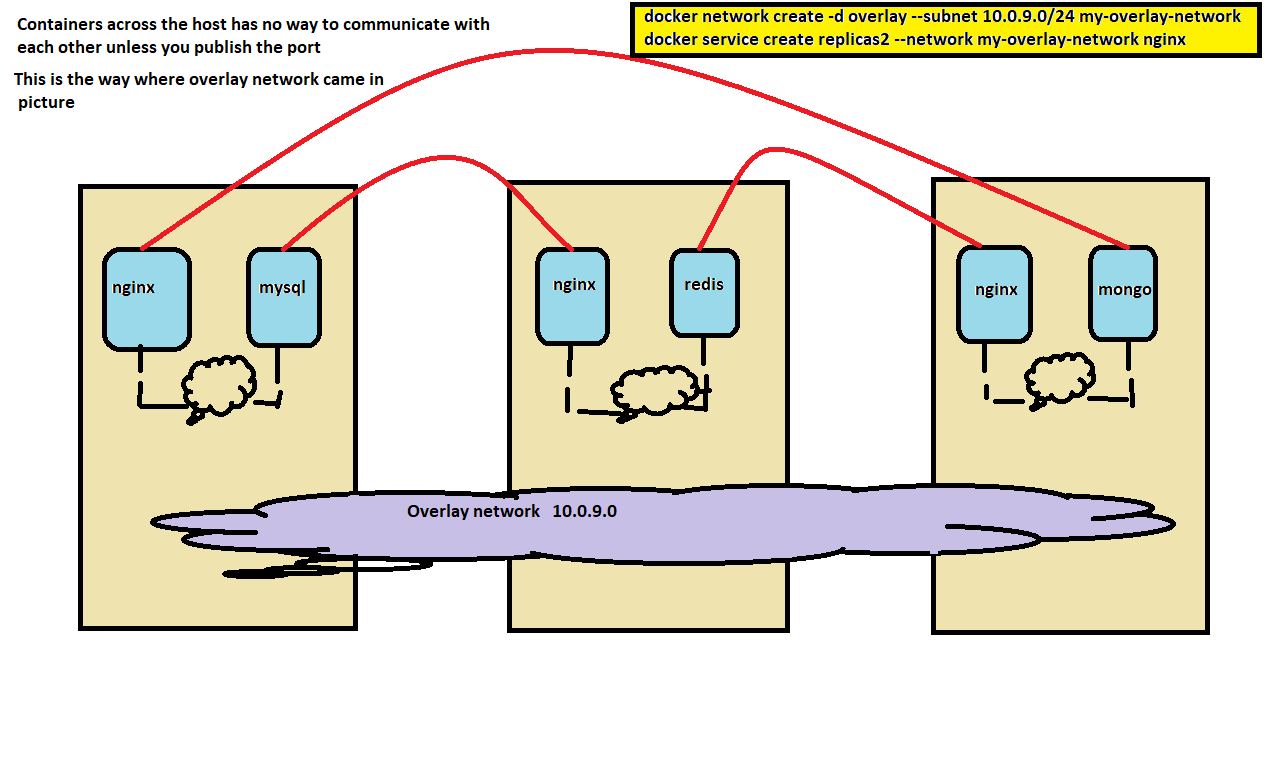 Containers across the host has no way to communicate with
each other unless you publish the port
This is the way where overlay network came in
picture
docker network create -d overlay --subnet 10.0.9.0/24 my-overlay-network
docker service create replicas2 --network my-overlay-network nginx
nginx
mysql
nginx
redis
nginx
mongo
Overlay network 10.0.9.0